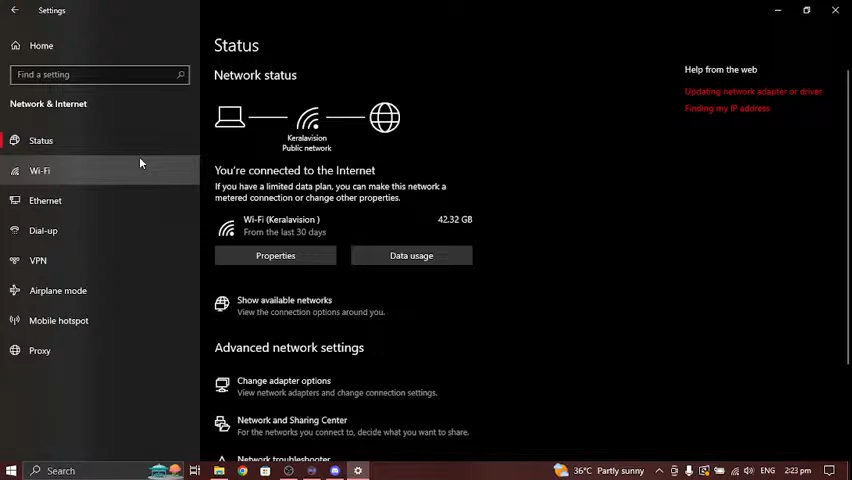 Settings
Home
Find a setting
Network & Internet
Status
Wi-Fi
Ethernet
Dial-up
VPN
Airplane mode
Mobile hotspot
Proxy
Status
Network status
Keralavision
Public network
You're connected to the Internet
If you have a limited data plan, you can make this network a
metered connection or change other properties.
Wi-Fi (Keralavision )
42.32 GB
From the last 30 days
Properties
Data usage
Show available networks
View the connection options around you.
Advanced network settings
Change adapter options
View network adapters and change connection settings.
Network and Sharing Center
For the networks you connect to, decide what you want to share.
Network troubleshooter
Help from the web
Updating network adapter or driver
Finding my IP address
Search
36°C Partly sunny
ENG
2:23 pm